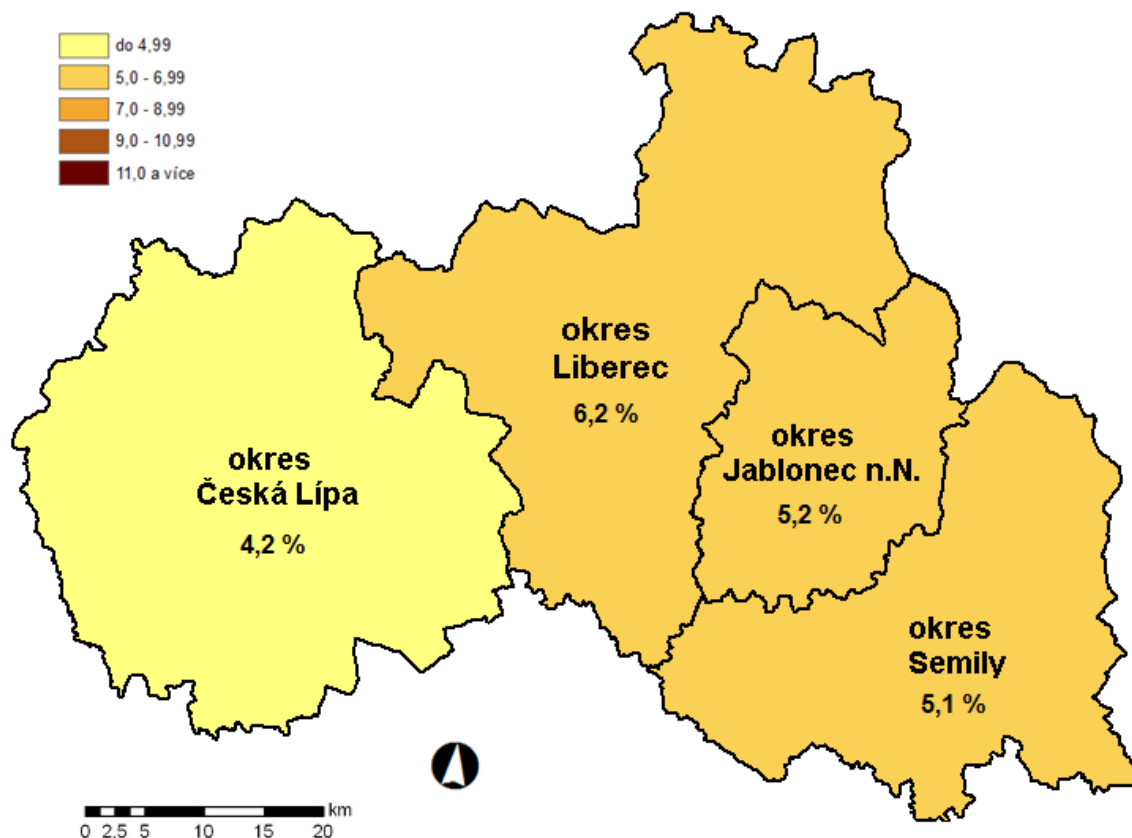 do 4,99
5,0 - 6,99
7,0 - 8,99
9,0 - 10,99
11,0 a více
okres
Liberec
6,2 %
okres
Jablonec n.N.
5,2 %
okres
Česká Lípa
4,2 %
okres
Semily
5,1 %
km
0 2.5 5 10 15 20